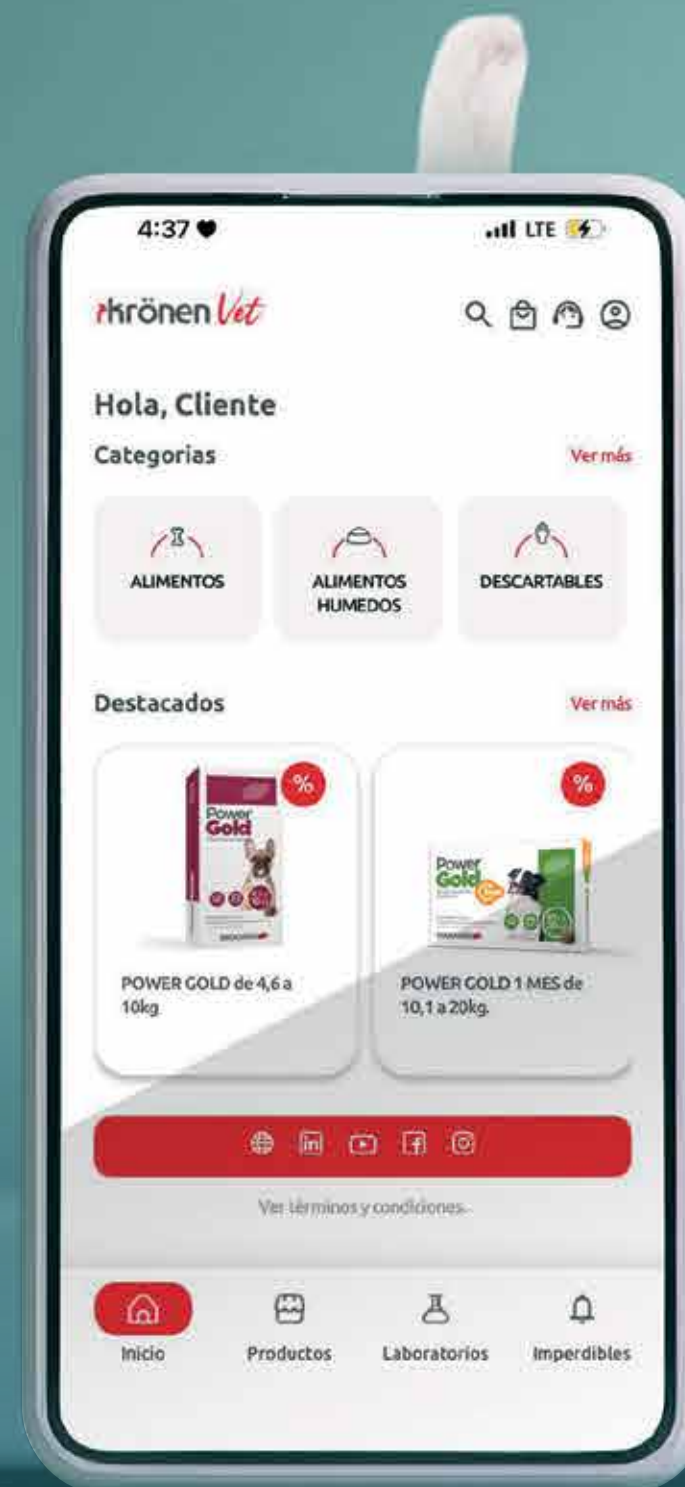 4:37
LTE
krönen Vet
Hola, Cliente
Categorias
Ver más
ALIMENTOS
ALIMENTOS
HUMEDOS
DESCARTABLES
Destacados
Ver más
%
Power
Gold
%
Power
Gold
POWER GOLD de 4,6 a
10kg
POWER GOLD 1 MES de
10,1 a 20kg.
in
f
Ver términos y condiciones.
Inicio
Productos
Laboratorios
Imperdibles